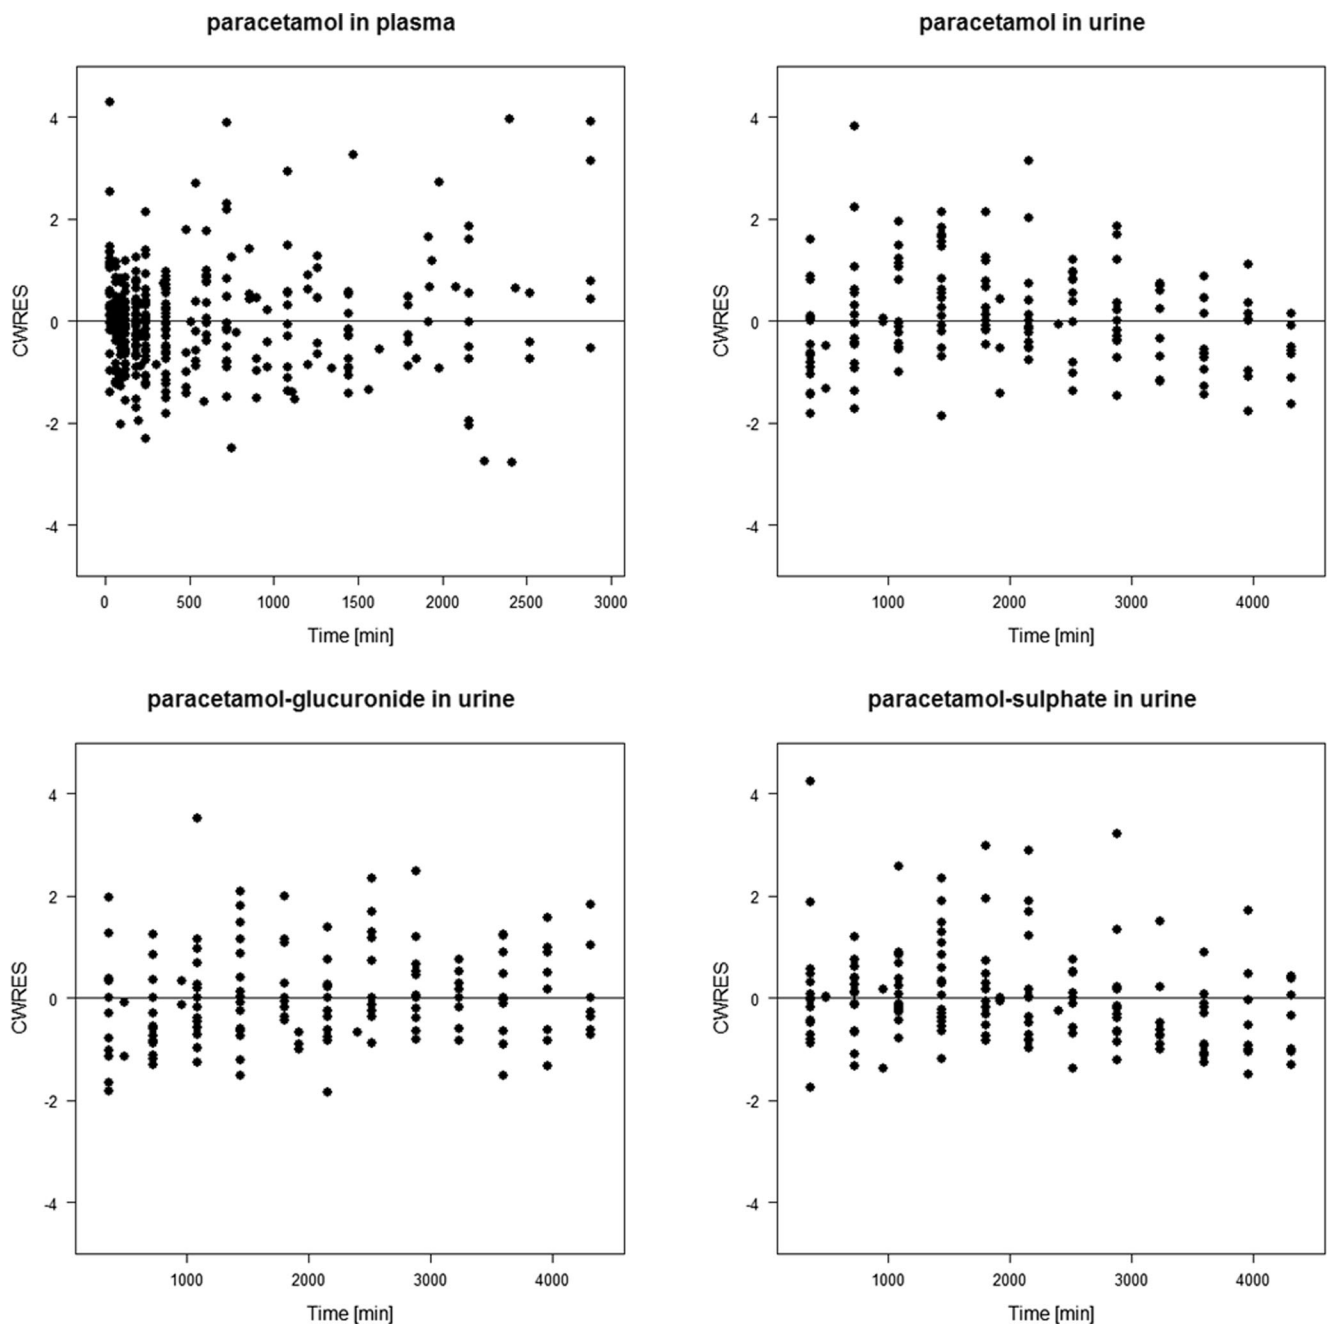 paracetamol in plasma
CWRES
4
2
0
-2
-4
0 500 1000 1500 2000 2500 3000
Time [min]
paracetamol in urine
CWRES
4
2
0
-2
-4
1000 2000 3000 4000
Time [min]
paracetamol-glucuronide in urine
CWRES
4
2
0
-2
-4
1000 2000 3000 4000
Time [min]
paracetamol-sulphate in urine
CWRES
4
2
0
-2
-4
1000 2000 3000 4000
Time [min]